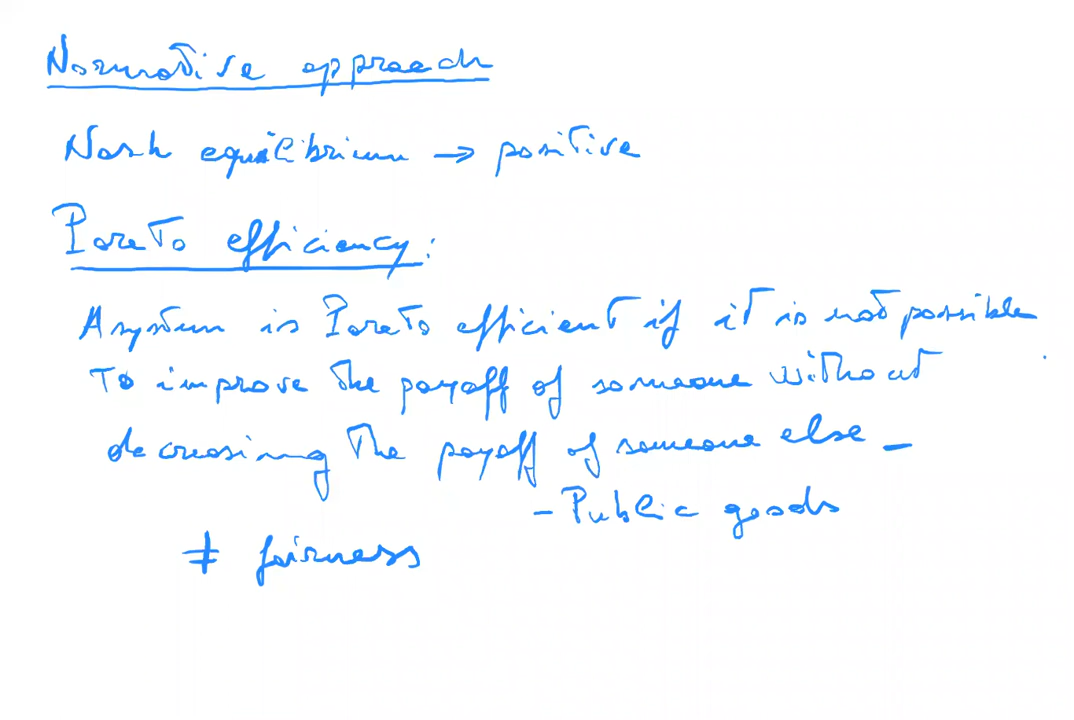 Normative approach
Nash equilibrium → positive
Pareto efficiency:
A system is Pareto efficient if it is not possible
to improve the payoff of someone without
decreasing the payoff of someone else -
- Public goods
≠ fairness